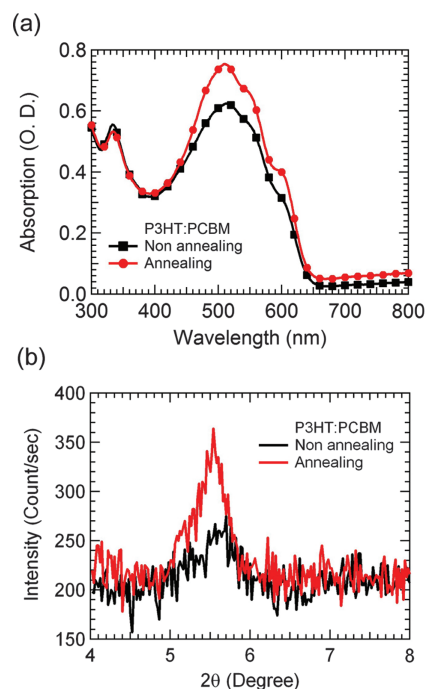 (a)
0.8
0.6
0.4
0.2
0.0
Absorption (O. D.)
P3HT:PCBM
Non annealing
Annealing
300 400 500 600 700 800
Wavelength (nm)
(b)
400
350
300
250
200
150
Intensity (Count/sec)
P3HT:PCBM
Non annealing
Annealing
4 5 6 7 8
2θ (Degree)